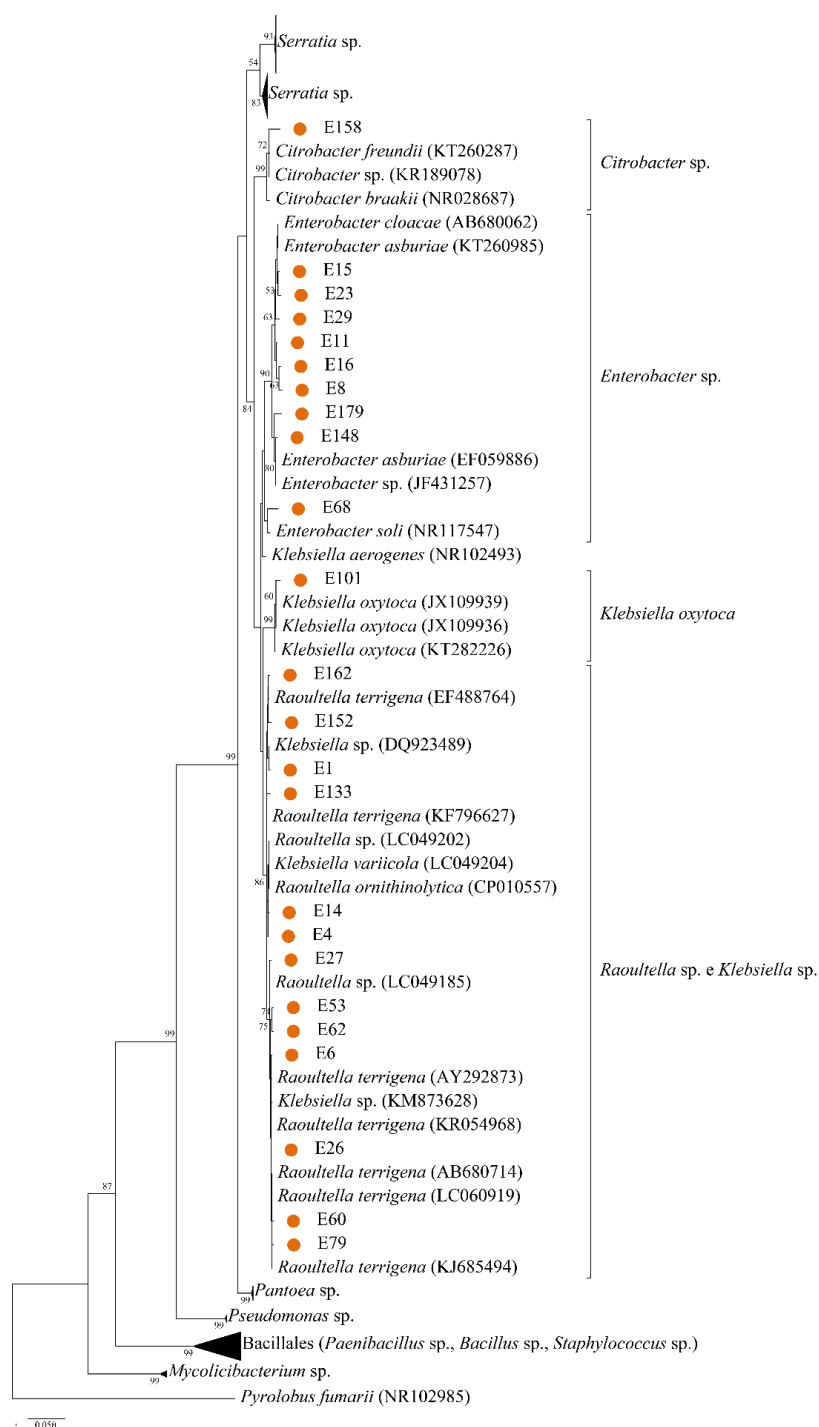 93
Serratia sp.
54
83
Serratia sp.
E158
72
Citrobacter freundii (KT260287)
99
Citrobacter sp. (KR189078)
Citrobacter sp.
Citrobacter braakii (NR028687)
Enterobacter cloacae (AB680062)
Enterobacter asburiae (KT260985)
E15
53
E23
63
E29
E11
E16
90
63
E8
Enterobacter sp.
84
E179
E148
Enterobacter asburiae (EF059886)
80
Enterobacter sp. (JF431257)
E68
Enterobacter soli (NR117547)
Klebsiella aerogenes (NR102493)
E101
60
Klebsiella oxytoca (JX109939)
99
Klebsiella oxytoca (JX109936)
Klebsiella oxytoca
Klebsiella oxytoca (KT282226)
E162
Raoultella terrigena (EF488764)
E152
Klebsiella sp. (DQ923489)
99
E1
E133
Raoultella terrigena (KF796627)
Raoultella sp. (LC049202)
Klebsiella variicola (LC049204)
86
Raoultella ornithinolytica (CP010557)
E14
E4
E27
Raoultella sp. e Klebsiella sp.
Raoultella sp. (LC049185)
E53
75
E62
99
E6
Raoultella terrigena (AY292873)
Klebsiella sp. (KM873628)
Raoultella terrigena (KR054968)
E26
Raoultella terrigena (AB680714)
87
Raoultella terrigena (LC060919)
E60
E79
Raoultella terrigena (KJ685494)
99
Pantoea sp.
99
Pseudomonas sp.
99
Bacillales (Paenibacillus sp., Bacillus sp., Staphylococcus sp.)
99
Mycolicibacterium sp.
Pyrolobus fumarii (NR102985)
0.050